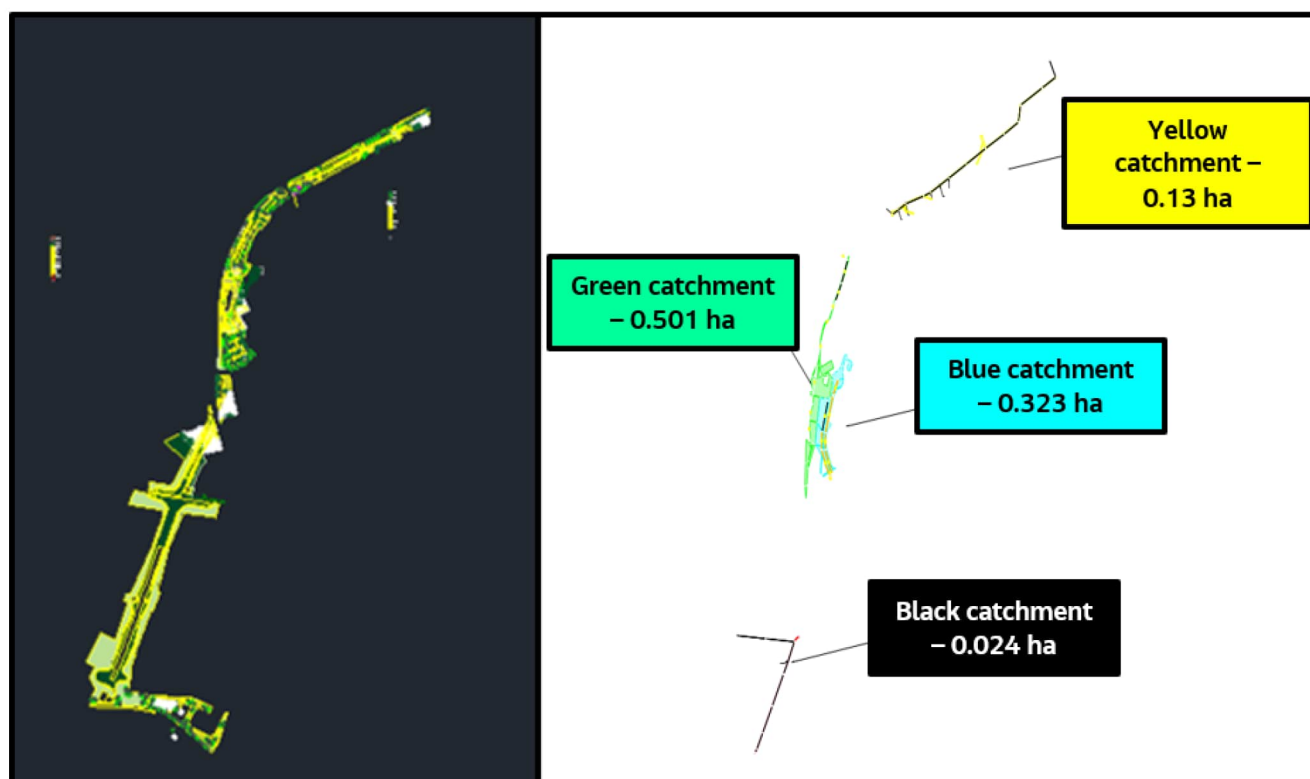 Yellow
catchment –
0.13 ha
Green catchment
– 0.501 ha
Blue catchment
– 0.323 ha
Black catchment
– 0.024 ha